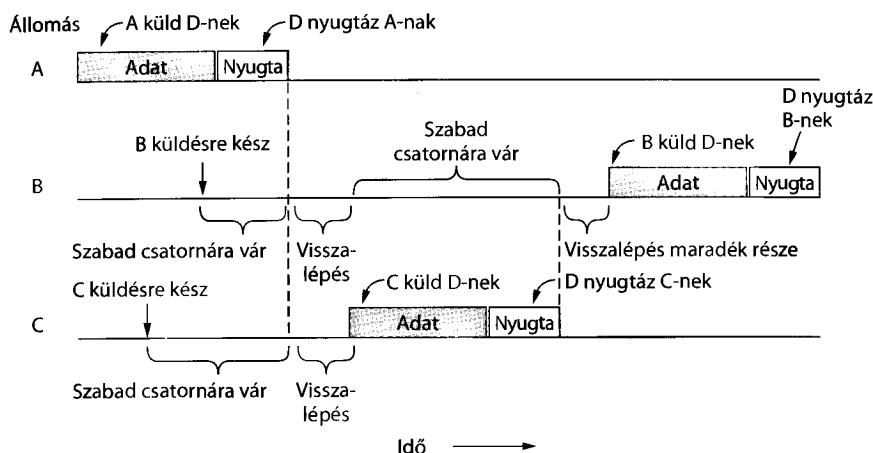 Állomás
A küld D-nek
D nyugtáz A-nak
A
Adat
Nyugta
B küldésre kész
Szabad
csatornára vár
B küld D-nek
D nyugtáz
B-nek
B
Adat
Nyugta
Szabad csatornára vár
Vissza-
lépés
Visszalépés maradék része
C küldésre kész
C küld D-nek
D nyugtáz C-nek
C
Adat
Nyugta
Szabad csatornára vár
Vissza-
lépés
Idő